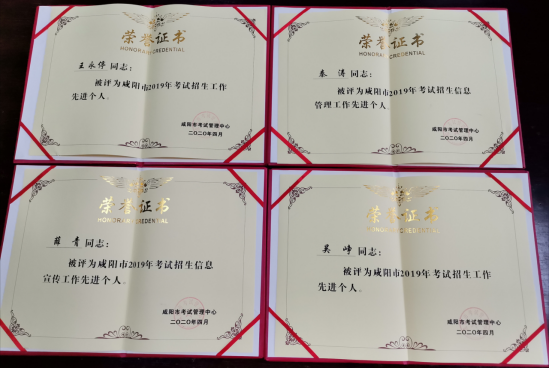 荣誉证书
HONORARY CREDENTIAL
王永停 同志：
被评为咸阳市2019年考试招生工作
先进个人。
咸阳市考试管理中心
二〇二〇年四月
荣誉证书
HONORARY CREDENTIAL
秦涛 同志：
被评为咸阳市2019年考试招生信息
管理工作先进个人。
咸阳市考试管理中心
二〇二〇年四月
荣誉证书
HONORARY CREDENTIAL
薛青 同志：
被评为咸阳市2019年考试招生信息
宣传工作先进个人。
咸阳市考试管理中心
二〇二〇年四月
荣誉证书
HONORARY CREDENTIAL
吴峰 同志：
被评为咸阳市2019年考试招生工作
先进个人。
咸阳市考试管理中心
二〇二〇年四月